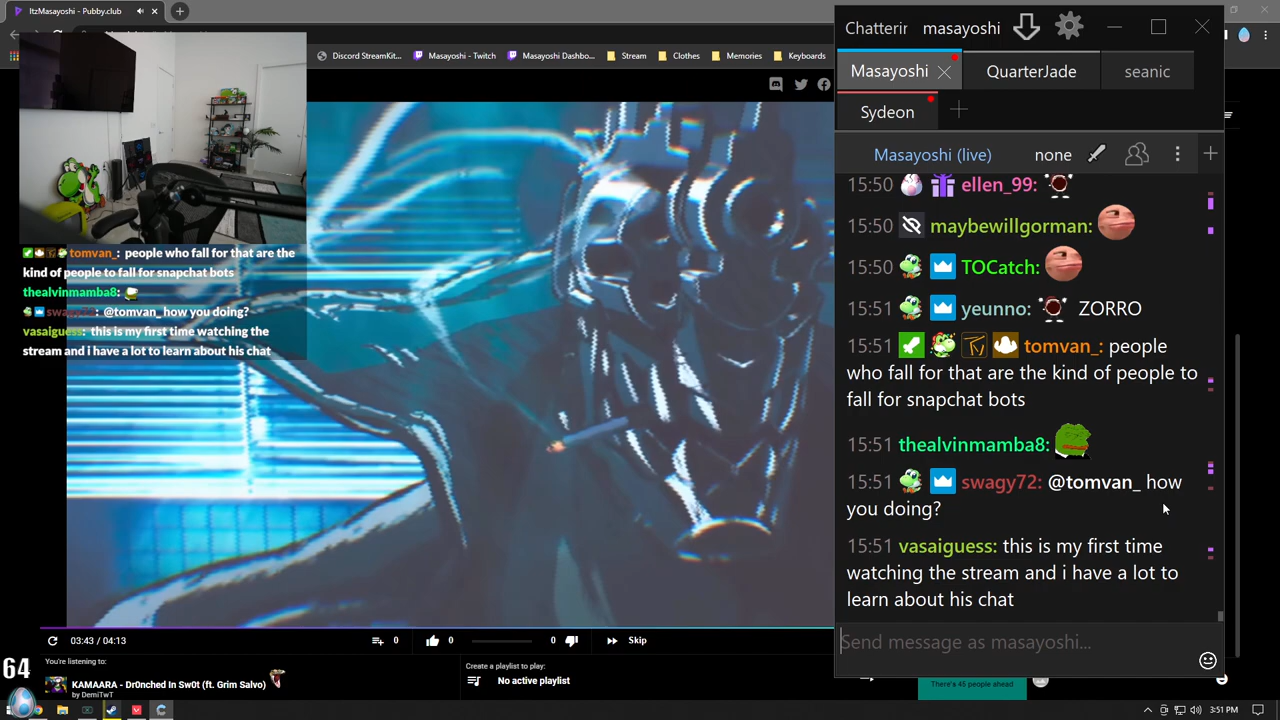 ItzMasayoshi - Pubby.club
Discord StreamKit...
Masayoshi - Twitch
Masayoshi Dashbo...
Stream
Clothes
Memories
Keyboards
tomvan_: people who fall for that are the
kind of people to fall for snapchat bots
thealvinmamba8:
swagy72: @tomvan_ how you doing?
vasaiguess: this is my first time watching the
stream and i have a lot to learn about his chat
03:43 / 04:13
0
0
Skip
You're listening to:
KAMAARA - Dr0nched In Sw0t (ft. Grim Salvo)
by DemiTwT
Create a playlist to play:
No active playlist
There's 45 people ahead
64
Chatterir
masayoshi
Masayoshi
QuarterJade
seanic
Sydeon
Masayoshi (live)
none
15:50 ellen_99:
15:50 maybewillgorman:
15:50 TOCatch:
15:51 yeunno: ZORRO
15:51 tomvan_: people
who fall for that are the kind of people to
fall for snapchat bots
15:51 thealvinmamba8:
15:51 swagy72: @tomvan_ how
you doing?
15:51 vasaiguess: this is my first time
watching the stream and i have a lot to
learn about his chat
Send message as masayoshi...
3:51 PM